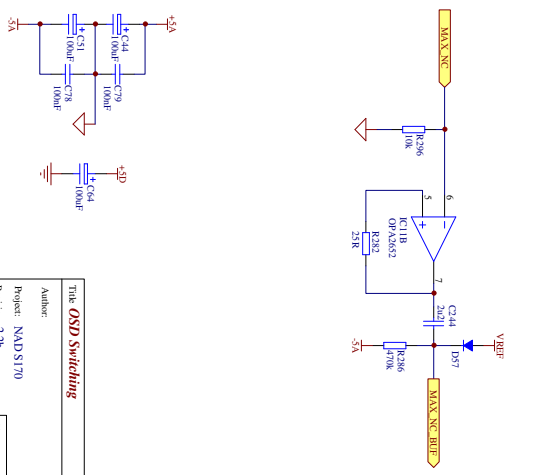 MAX_NC
R296
10k
6
5
IC11B
OPA2652
R282
25R
7
C244
2u2
VREF
D57
R286
470k
-5A
MAX_NC_BUF
+5A
C44
100uF
C79
100nF
C51
100uF
C78
100nF
-5A
+5D
C64
100uF
Title OSD Switching
Author:
Project: NAD S170